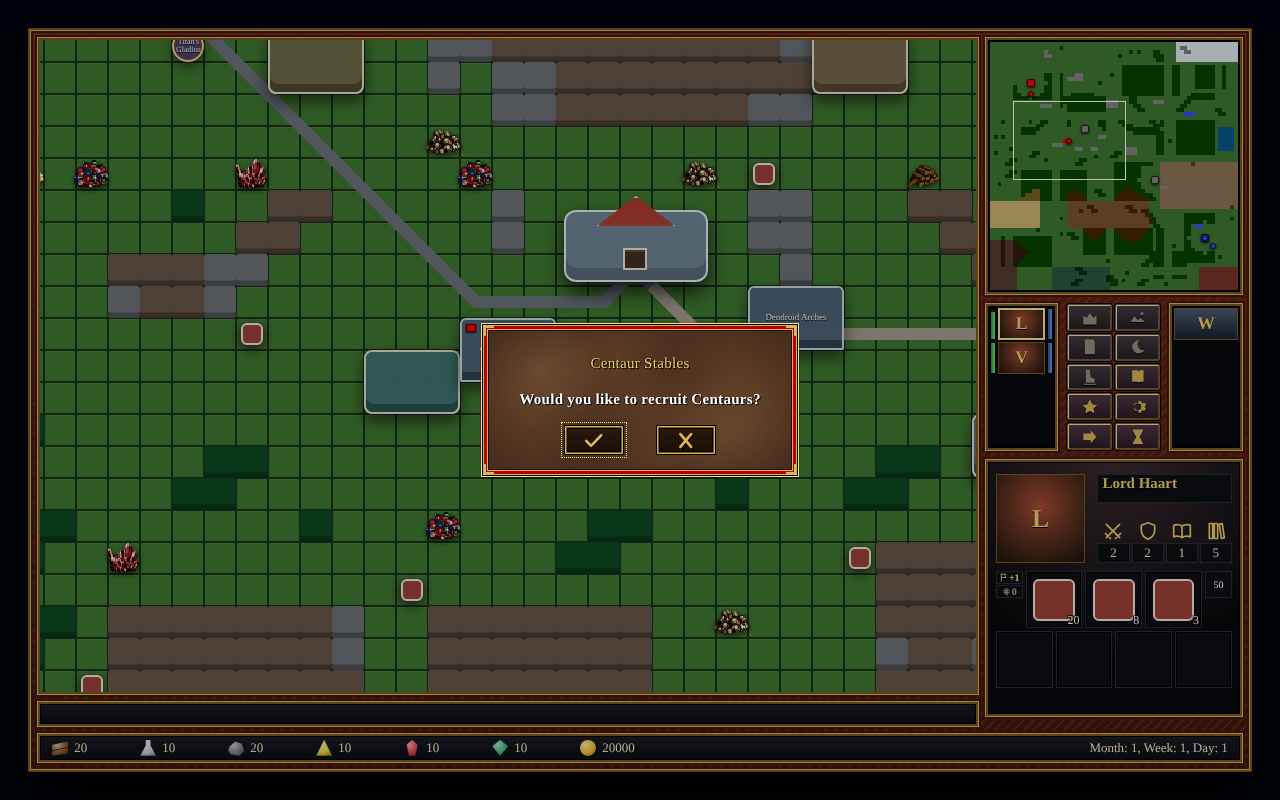 Titan's
Gladius
Dendroid Arches
Centaur Stables
Would you like to recruit Centaurs?
L
V
W
Lord Haart
L
2 2 1 5
+1
0
20 8 3
50
20 10 20 10 10 10 20000
Month: 1, Week: 1, Day: 1